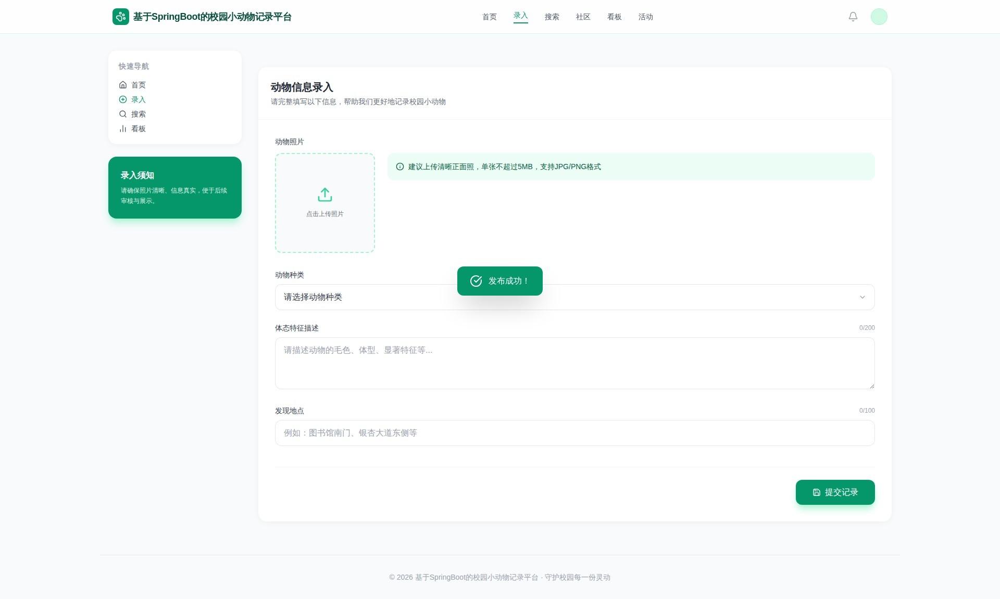 基于SpringBoot的校园小动物记录平台
首页
录入
搜索
社区
看板
活动
快速导航
首页
录入
搜索
看板
录入须知
请确保照片清晰、信息真实，便于后续
审核与展示。
动物信息录入
请完整填写以下信息，帮助我们更好地记录校园小动物
动物照片
点击上传照片
建议上传清晰正面照，单张不超过5MB，支持JPG/PNG格式
发布成功！
动物种类
请选择动物种类
体态特征描述
0/200
请描述动物的毛色、体型、显著特征等...
发现地点
0/100
例如：图书馆南门、银杏大道东侧等
提交记录
© 2026 基于SpringBoot的校园小动物记录平台 · 守护校园每一份灵动